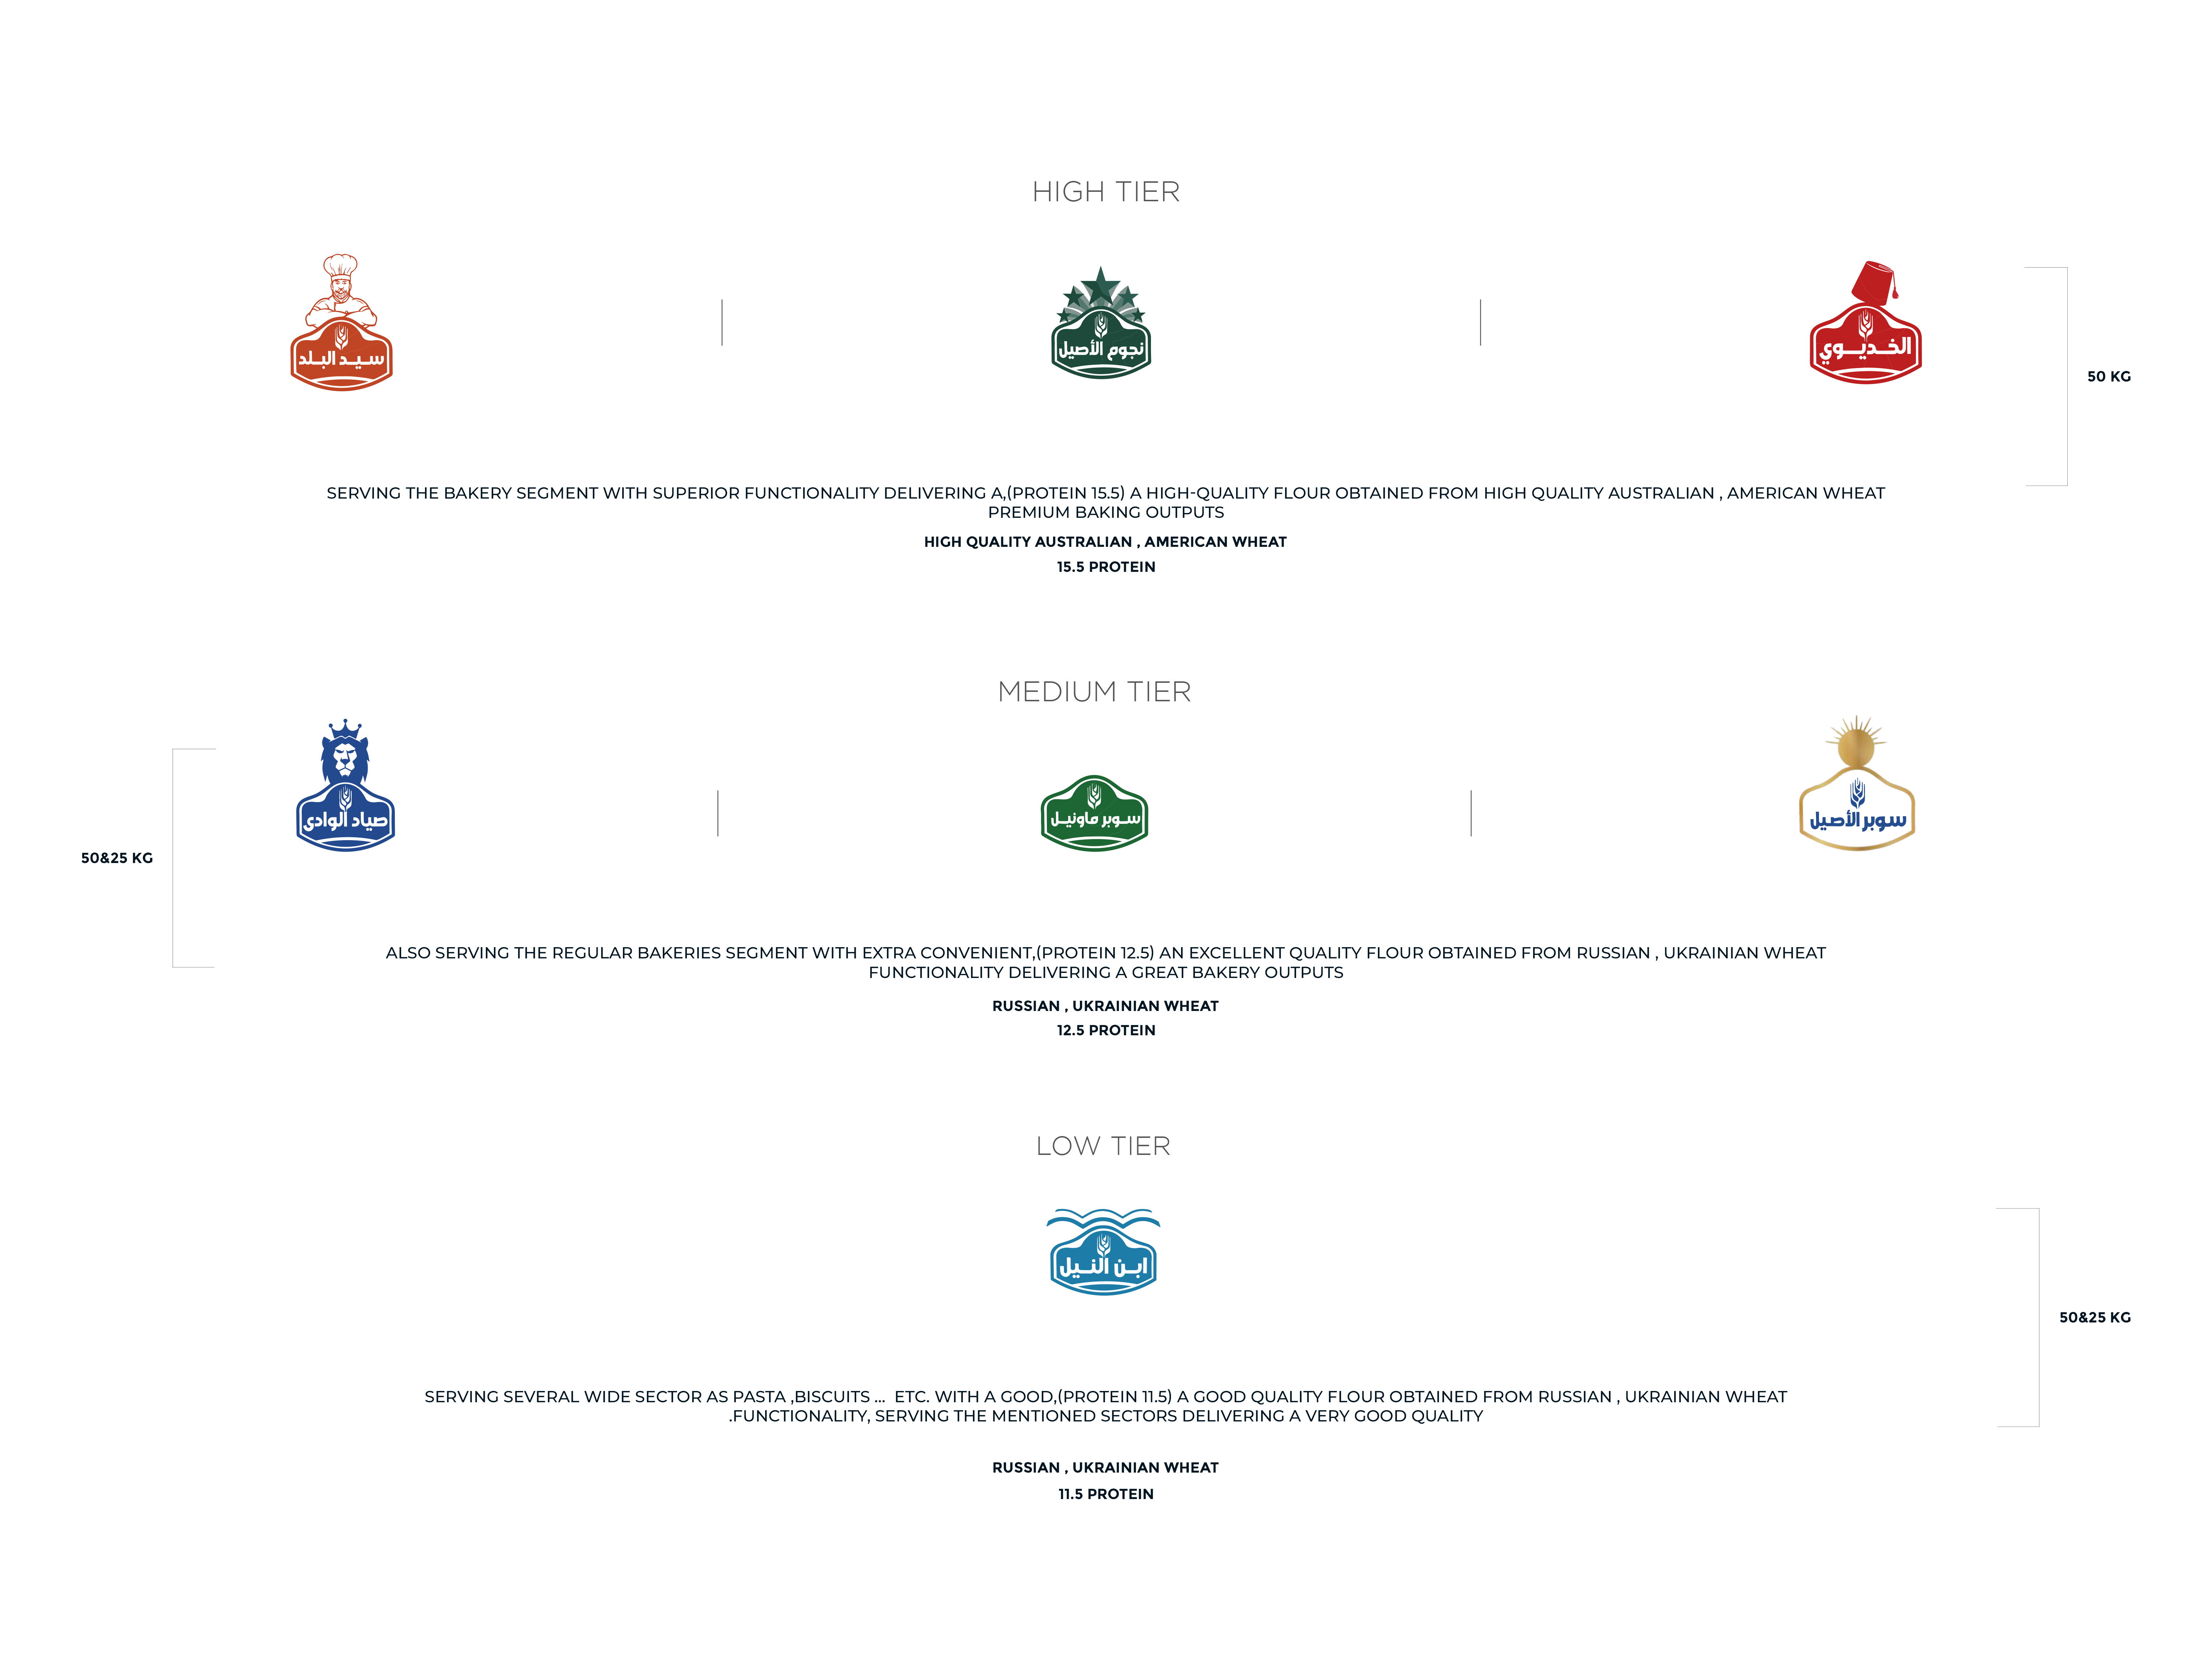 HIGH TIER
سيد البلد
نجوم الأصيل
الخديوي
50 KG
SERVING THE BAKERY SEGMENT WITH SUPERIOR FUNCTIONALITY DELIVERING A,(PROTEIN 15.5) A HIGH-QUALITY FLOUR OBTAINED FROM HIGH QUALITY AUSTRALIAN , AMERICAN WHEAT
PREMIUM BAKING OUTPUTS
HIGH QUALITY AUSTRALIAN , AMERICAN WHEAT
15.5 PROTEIN
MEDIUM TIER
صياد الوادي
سوبر ماونيل
سوبر الأصيل
50&25 KG
ALSO SERVING THE REGULAR BAKERIES SEGMENT WITH EXTRA CONVENIENT,(PROTEIN 12.5) AN EXCELLENT QUALITY FLOUR OBTAINED FROM RUSSIAN , UKRAINIAN WHEAT
FUNCTIONALITY DELIVERING A GREAT BAKERY OUTPUTS
RUSSIAN , UKRAINIAN WHEAT
12.5 PROTEIN
LOW TIER
ابن النيل
50&25 KG
SERVING SEVERAL WIDE SECTOR AS PASTA ,BISCUITS ... ETC. WITH A GOOD,(PROTEIN 11.5) A GOOD QUALITY FLOUR OBTAINED FROM RUSSIAN , UKRAINIAN WHEAT
.FUNCTIONALITY, SERVING THE MENTIONED SECTORS DELIVERING A VERY GOOD QUALITY
RUSSIAN , UKRAINIAN WHEAT
11.5 PROTEIN